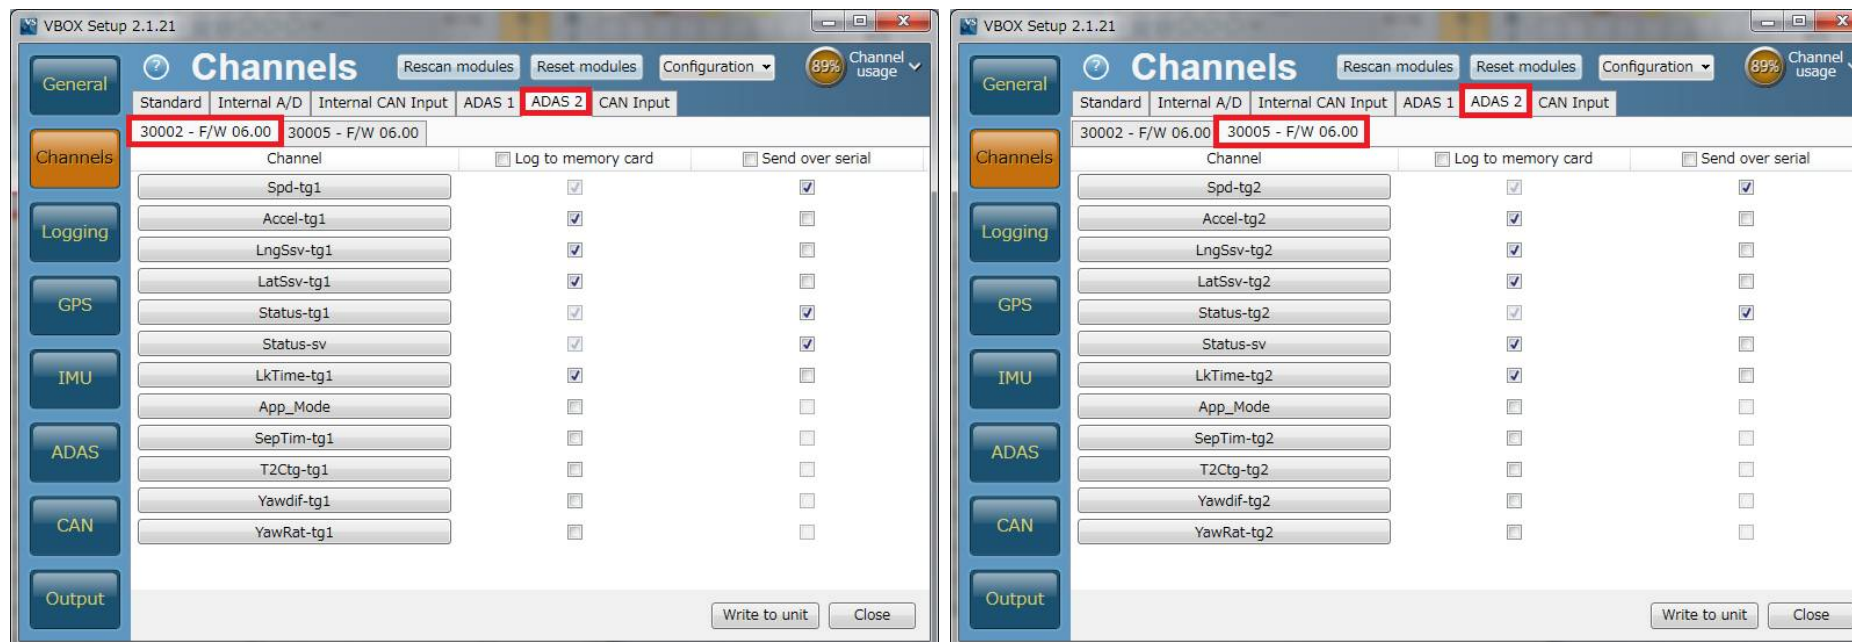 VBOX Setup 2.1.21
General
Channels
Rescan modules
Reset modules
Configuration
89%
Channel usage
Standard
Internal A/D
Internal CAN Input
ADAS 1
ADAS 2
CAN Input
30002 - F/W 06.00
30005 - F/W 06.00
Channels
Channel
Log to memory card
Send over serial
Spd-tg1
Accel-tg1
Logging
LngSsv-tg1
LatSsv-tg1
GPS
Status-tg1
Status-sv
IMU
LkTime-tg1
App_Mode
ADAS
SepTim-tg1
T2Ctg-tg1
Yawdif-tg1
CAN
YawRat-tg1
Output
Write to unit
Close
VBOX Setup 2.1.21
General
Channels
Rescan modules
Reset modules
Configuration
89%
Channel usage
Standard
Internal A/D
Internal CAN Input
ADAS 1
ADAS 2
CAN Input
30002 - F/W 06.00
30005 - F/W 06.00
Channels
Channel
Log to memory card
Send over serial
Spd-tg2
Accel-tg2
Logging
LngSsv-tg2
LatSsv-tg2
GPS
Status-tg2
Status-sv
IMU
LkTime-tg2
App_Mode
ADAS
SepTim-tg2
T2Ctg-tg2
Yawdif-tg2
CAN
YawRat-tg2
Output
Write to unit
Close